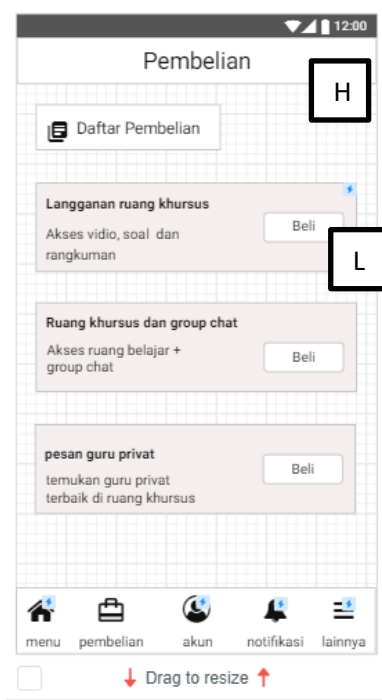 12:00
Pembelian
H
Daftar Pembelian
Langganan ruang khursus
Akses vidio, soal dan
rangkuman
Beli
L
Ruang khursus dan group chat
Akses ruang belajar +
group chat
Beli
pesan guru privat
temukan guru privat
terbaik di ruang khursus
Beli
menu pembelian akun notifikasi lainnya
Drag to resize